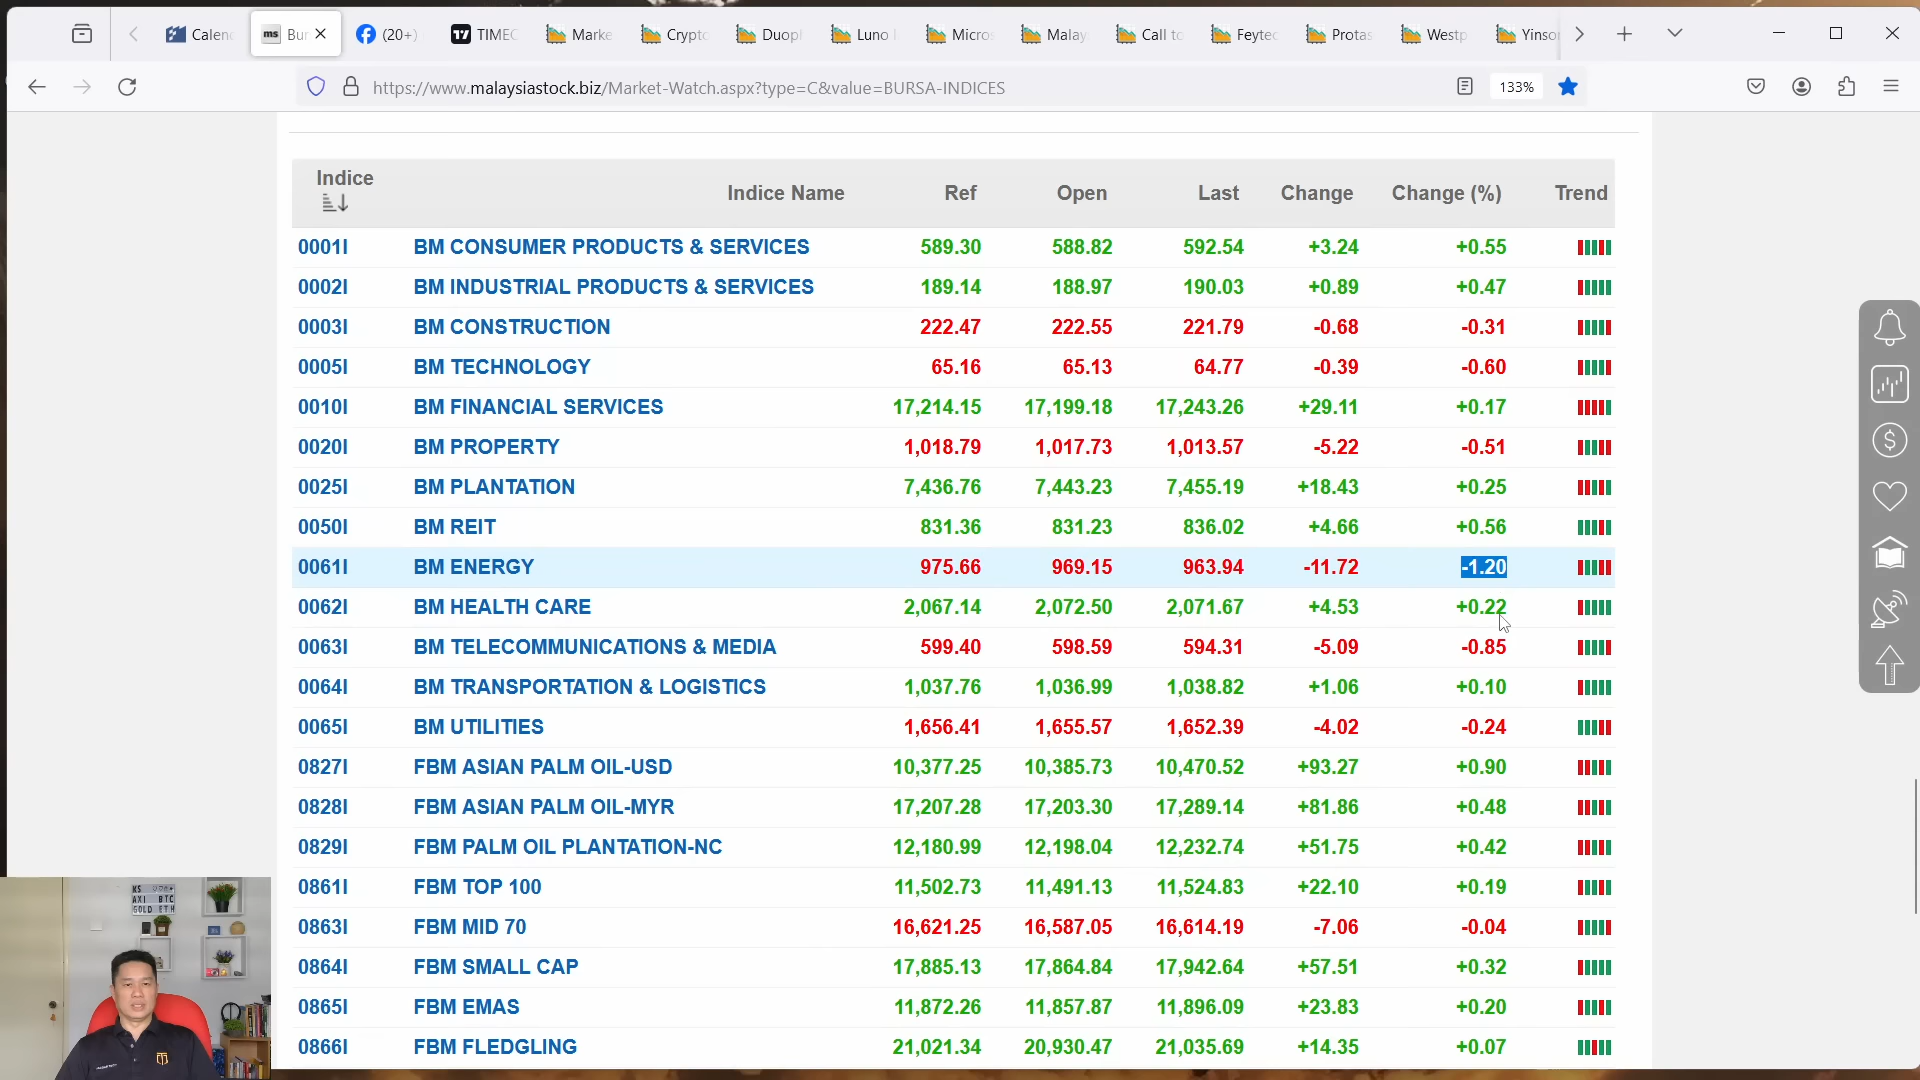 Calen
ms Bur
(20+)
TIMEC
Marke
Crypto
Duopl
Luno
Micro
Malay
Call to
Feytec
Protas
Westp
Yinso
https://www.malaysiastock.biz/Market-Watch.aspx?type=C&value=BURSA-INDICES 133%
Indice Indice Name Ref Open Last Change Change (%) Trend
0001I BM CONSUMER PRODUCTS & SERVICES 589.30 588.82 592.54 +3.24 +0.55
0002I BM INDUSTRIAL PRODUCTS & SERVICES 189.14 188.97 190.03 +0.89 +0.47
0003I BM CONSTRUCTION 222.47 222.55 221.79 -0.68 -0.31
0005I BM TECHNOLOGY 65.16 65.13 64.77 -0.39 -0.60
0010I BM FINANCIAL SERVICES 17,214.15 17,199.18 17,243.26 +29.11 +0.17
0020I BM PROPERTY 1,018.79 1,017.73 1,013.57 -5.22 -0.51
0025I BM PLANTATION 7,436.76 7,443.23 7,455.19 +18.43 +0.25
0050I BM REIT 831.36 831.23 836.02 +4.66 +0.56
0061I BM ENERGY 975.66 969.15 963.94 -11.72 -1.20
0062I BM HEALTH CARE 2,067.14 2,072.50 2,071.67 +4.53 +0.22
0063I BM TELECOMMUNICATIONS & MEDIA 599.40 598.59 594.31 -5.09 -0.85
0064I BM TRANSPORTATION & LOGISTICS 1,037.76 1,036.99 1,038.82 +1.06 +0.10
0065I BM UTILITIES 1,656.41 1,655.57 1,652.39 -4.02 -0.24
0827I FBM ASIAN PALM OIL-USD 10,377.25 10,385.73 10,470.52 +93.27 +0.90
0828I FBM ASIAN PALM OIL-MYR 17,207.28 17,203.30 17,289.14 +81.86 +0.48
0829I FBM PALM OIL PLANTATION-NC 12,180.99 12,198.04 12,232.74 +51.75 +0.42
0861I FBM TOP 100 11,502.73 11,491.13 11,524.83 +22.10 +0.19
0863I FBM MID 70 16,621.25 16,587.05 16,614.19 -7.06 -0.04
0864I FBM SMALL CAP 17,885.13 17,864.84 17,942.64 +57.51 +0.32
0865I FBM EMAS 11,872.26 11,857.87 11,896.09 +23.83 +0.20
0866I FBM FLEDGLING 21,021.34 20,930.47 21,035.69 +14.35 +0.07
AXI BTC
GOLD ETH